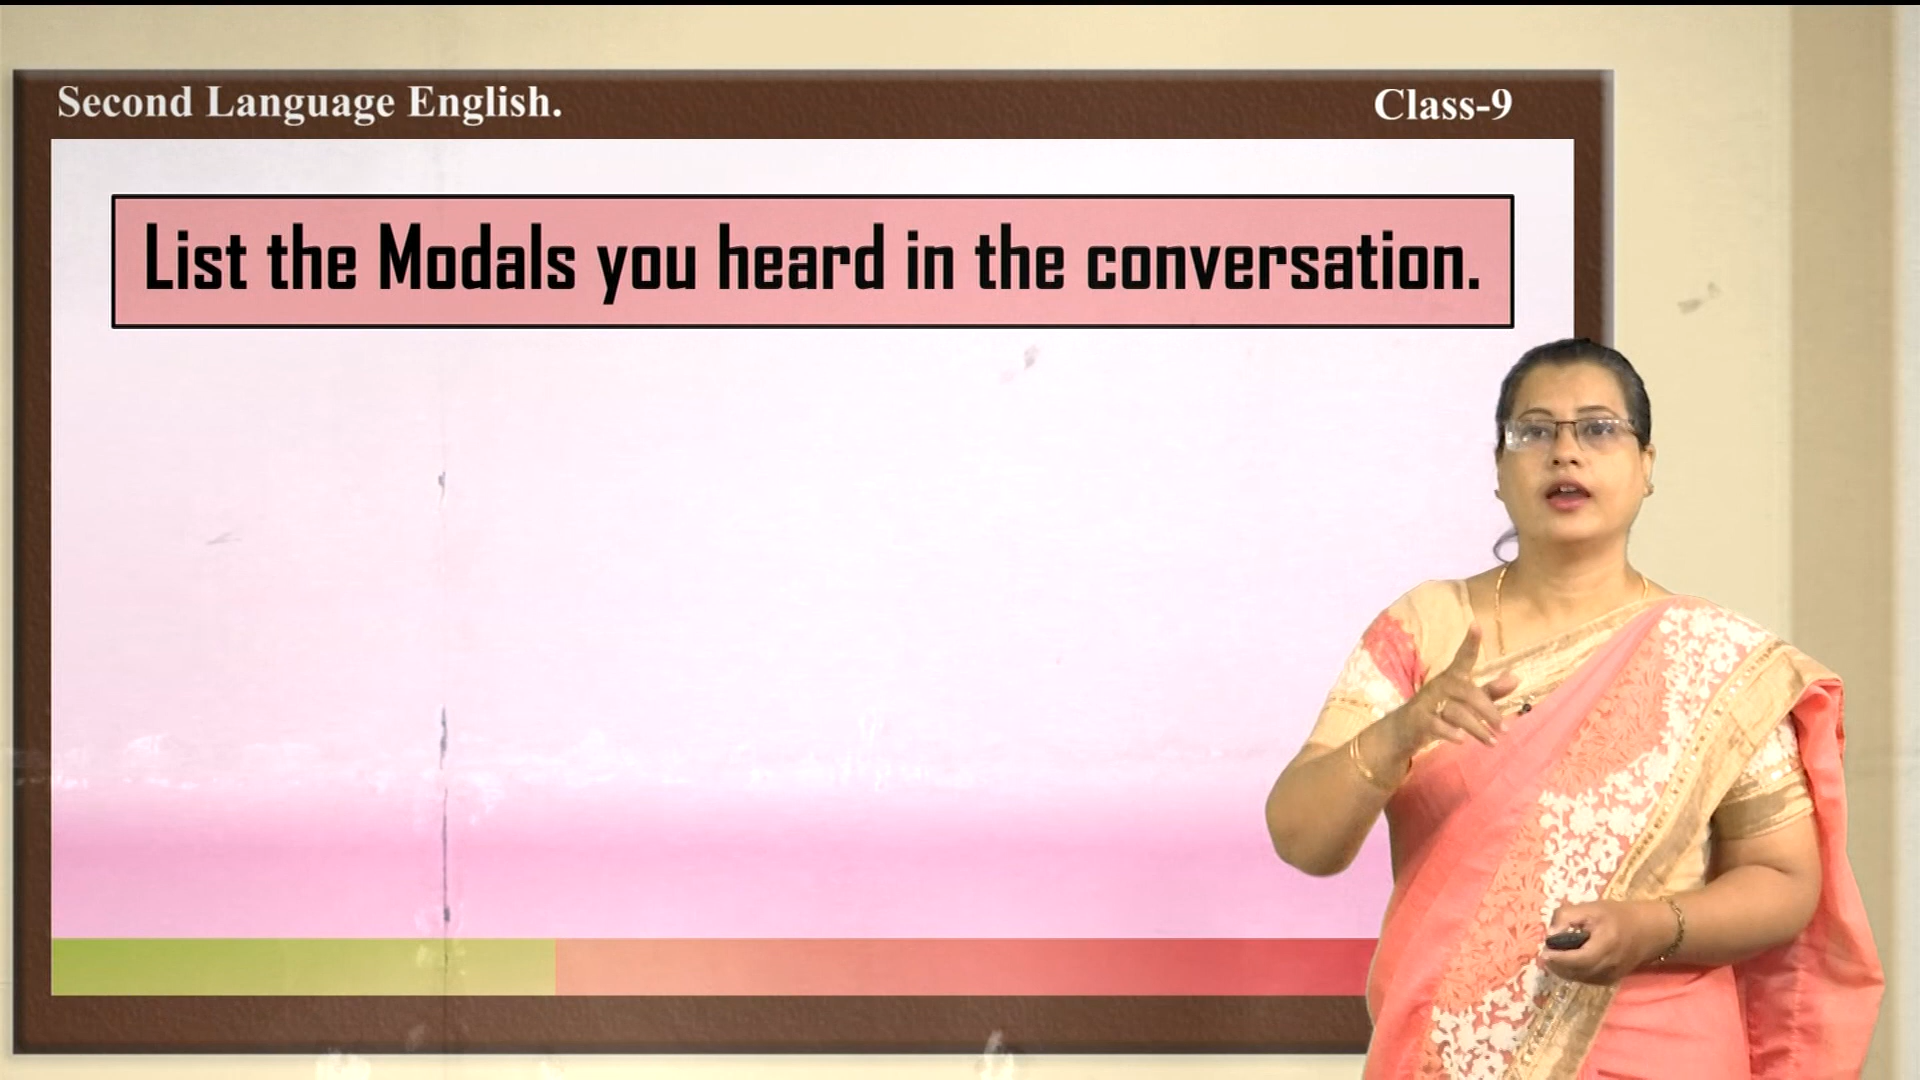 Second Language English.
Class-9
List the Modals you heard in the conversation.